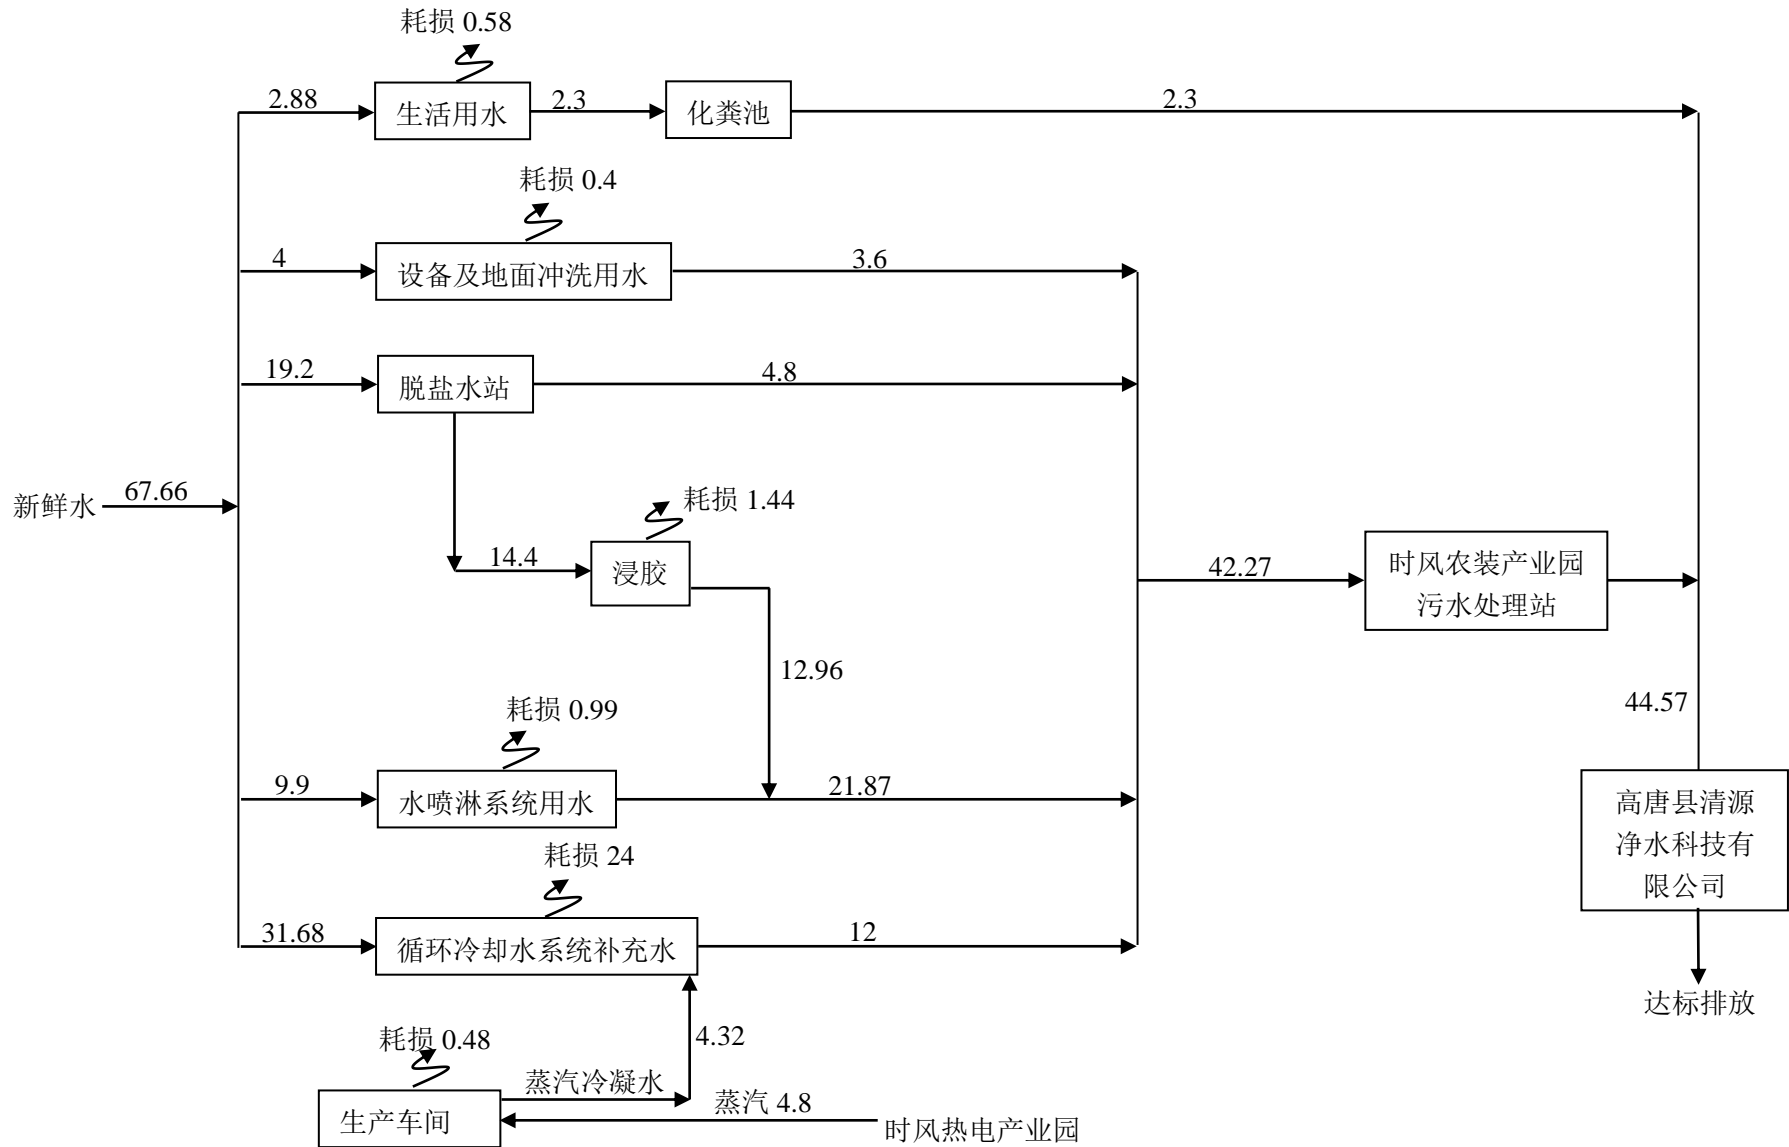 耗损 0.58
2.88
生活用水
2.3
化粪池
2.3
耗损 0.4
4
设备及地面冲洗用水
3.6
19.2
脱盐水站
4.8
新鲜水
67.66
耗损 1.44
14.4
浸胶
12.96
42.27
时风农装产业园
污水处理站
44.57
耗损 0.99
9.9
水喷淋系统用水
21.87
高唐县清源
净水科技有
限公司
耗损 24
31.68
循环冷却水系统补充水
12
达标排放
耗损 0.48
4.32
蒸汽冷凝水
生产车间
蒸汽 4.8
时风热电产业园